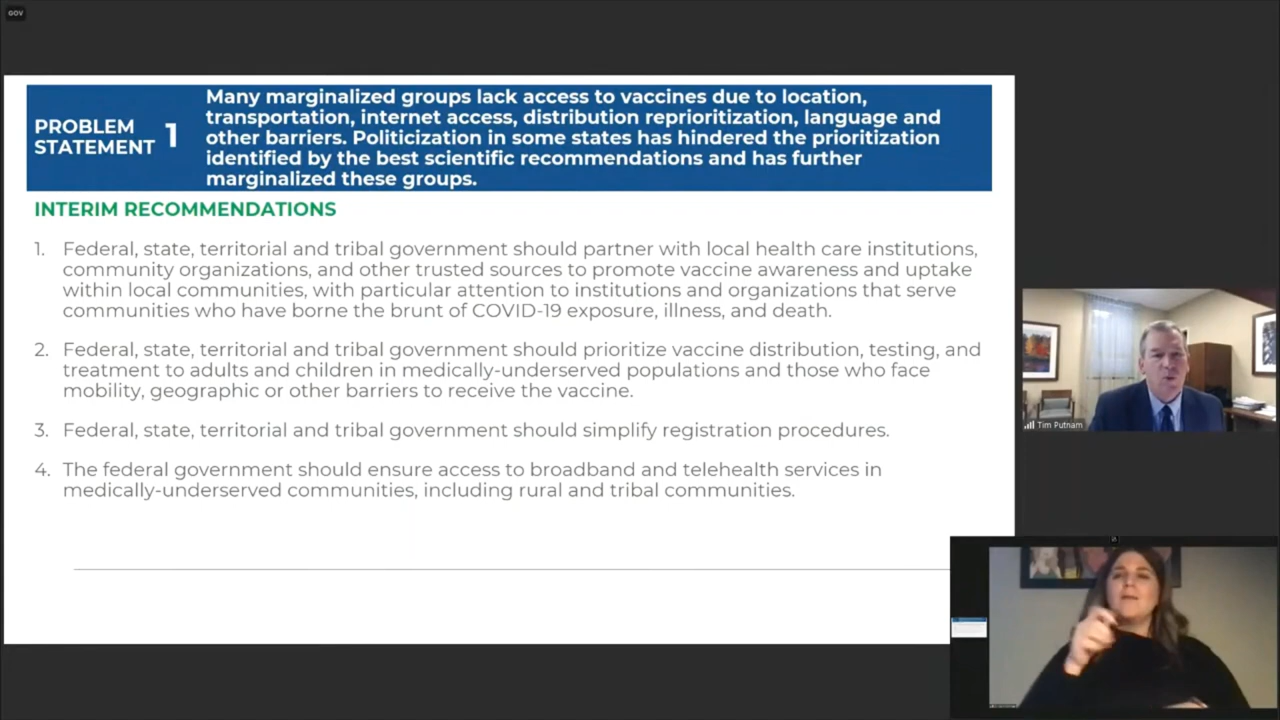 GOV
PROBLEM
STATEMENT 1
Many marginalized groups lack access to vaccines due to location,
transportation, internet access, distribution reprioritization, language and
other barriers. Politicization in some states has hindered the prioritization
identified by the best scientific recommendations and has further
marginalized these groups.
INTERIM RECOMMENDATIONS
1. Federal, state, territorial and tribal government should partner with local health care institutions,
community organizations, and other trusted sources to promote vaccine awareness and uptake
within local communities, with particular attention to institutions and organizations that serve
communities who have borne the brunt of COVID-19 exposure, illness, and death.
2. Federal, state, territorial and tribal government should prioritize vaccine distribution, testing, and
treatment to adults and children in medically-underserved populations and those who face
mobility, geographic or other barriers to receive the vaccine.
3. Federal, state, territorial and tribal government should simplify registration procedures.
4. The federal government should ensure access to broadband and telehealth services in
medically-underserved communities, including rural and tribal communities.
Tim Putnam